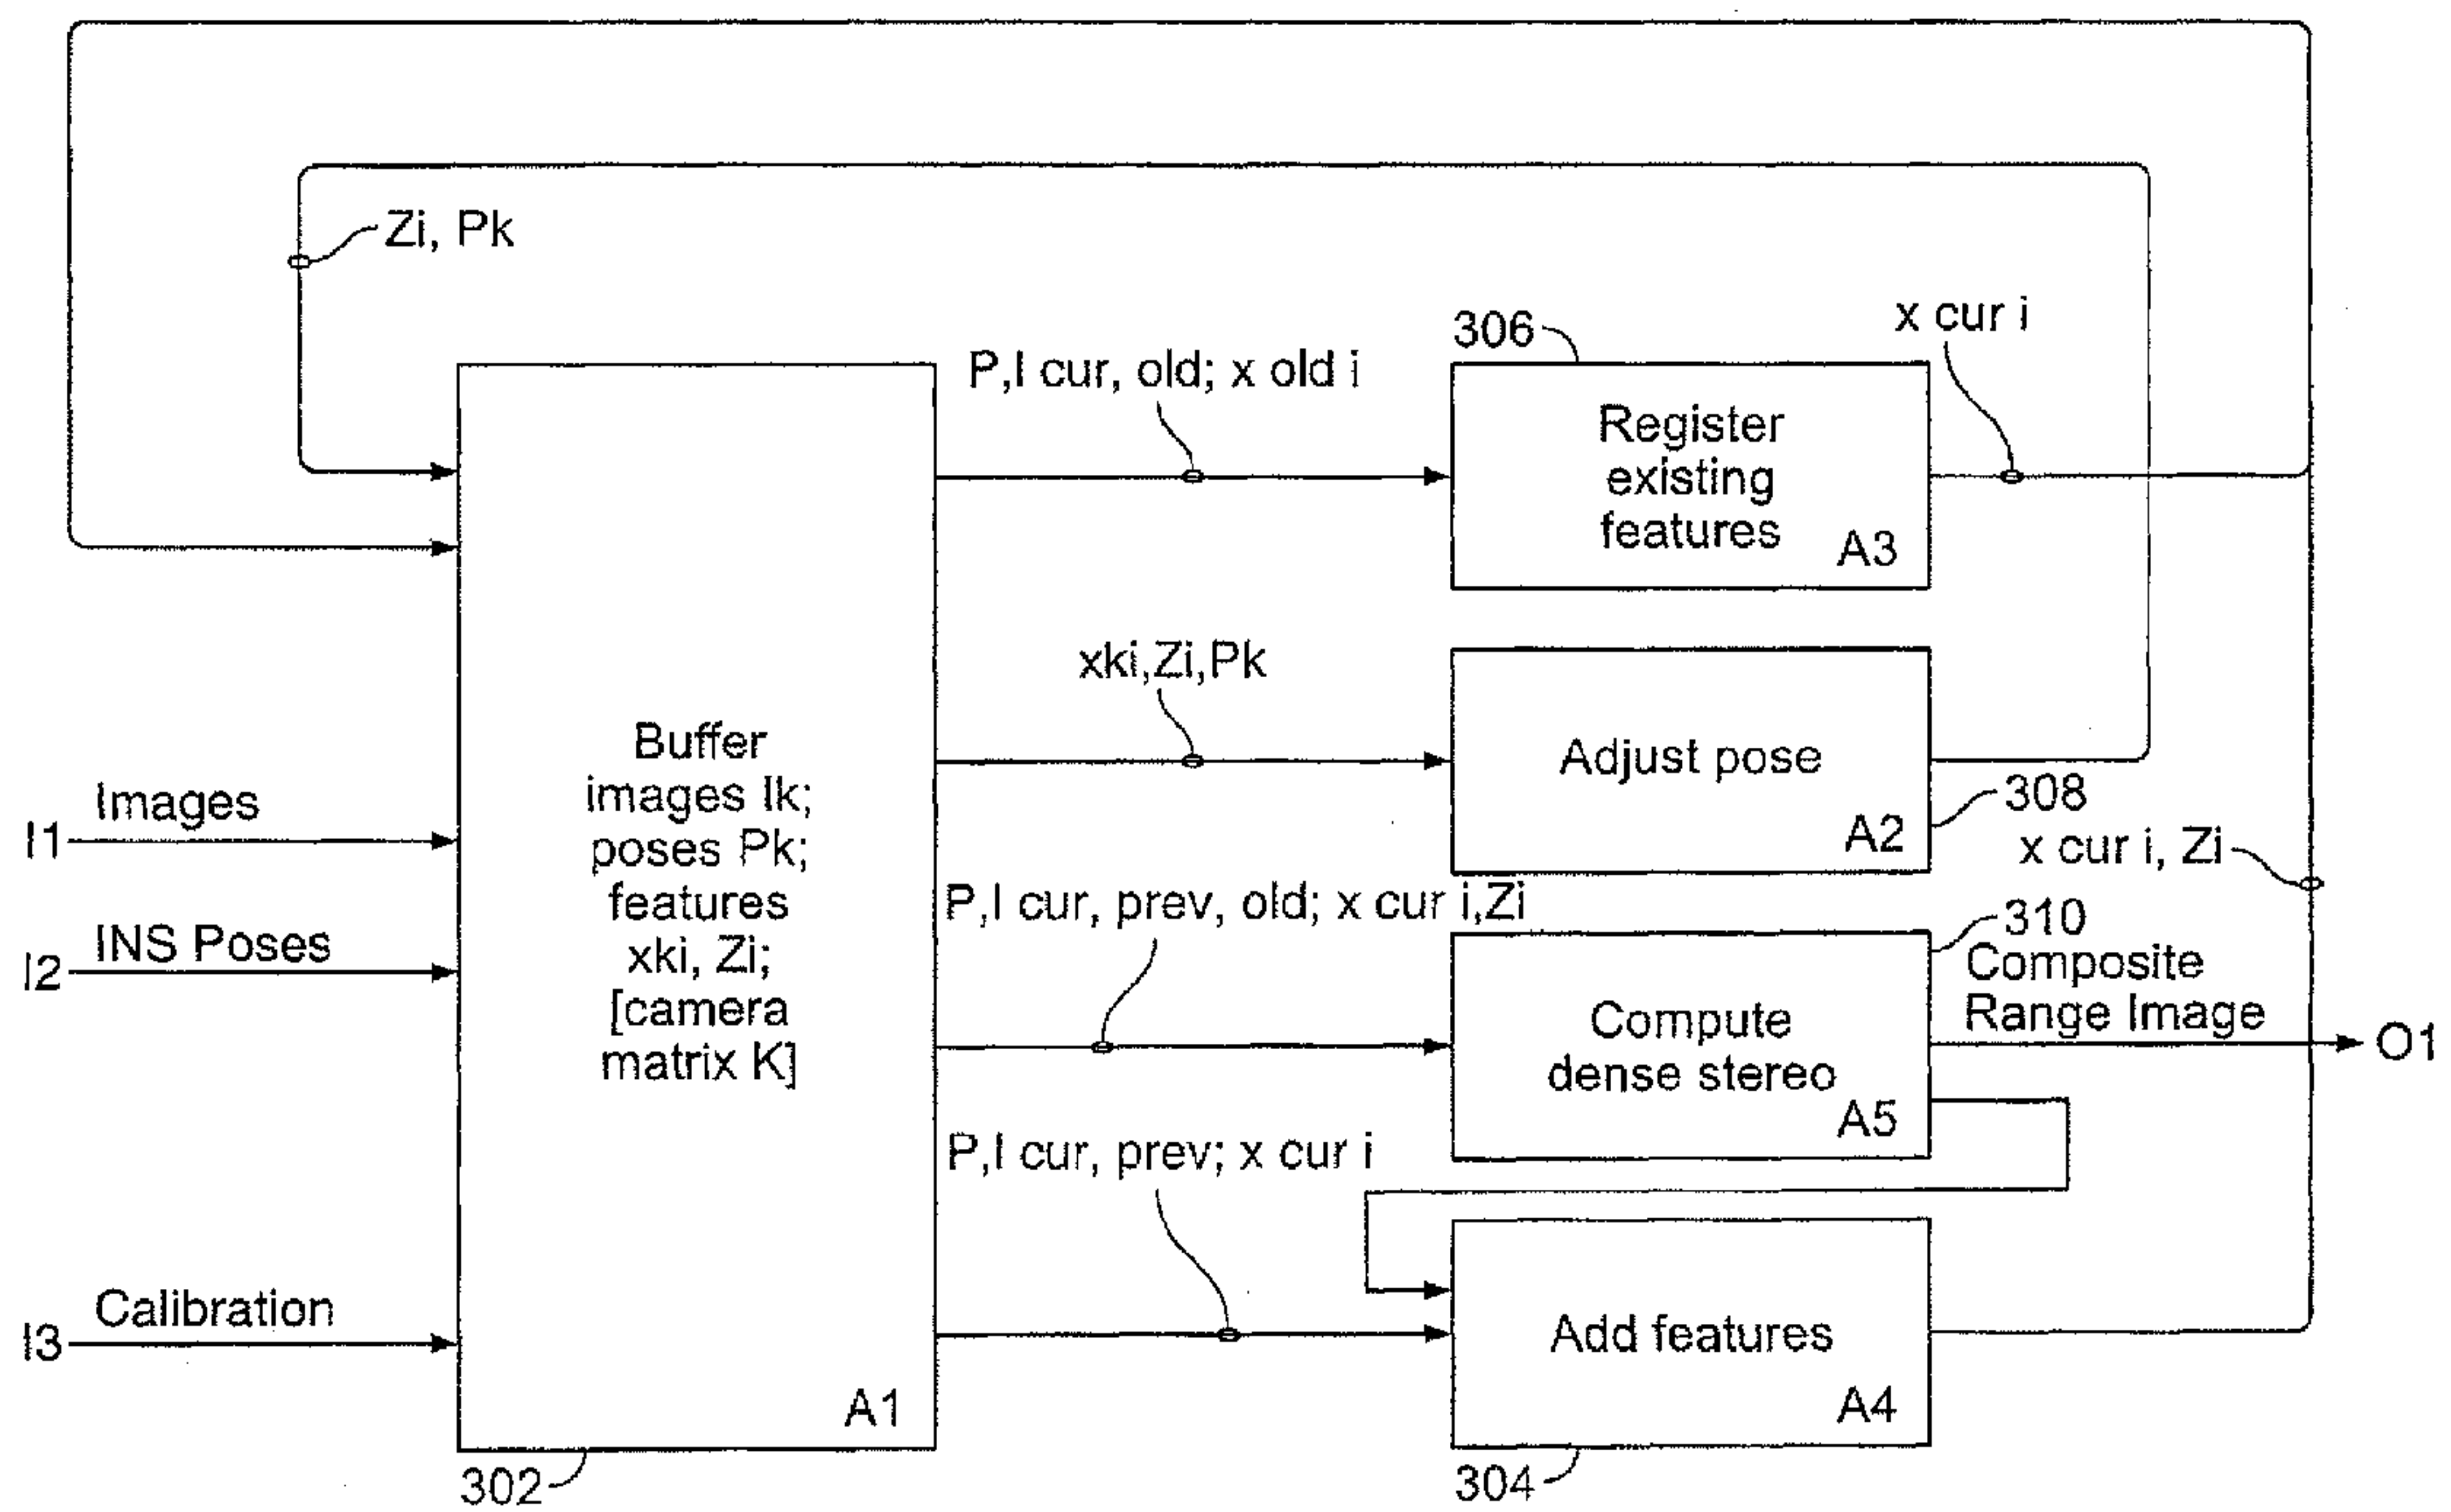 Zi, Pk
306
x cur i
P,I cur, old; x old i
Register
existing
features
A3
xki,Zi,Pk
Adjust pose
A2
308
x cur i, Zi
Buffer
images Ik;
poses Pk;
features
xki, Zi;
[camera
matrix K]
A1
302
Images
I1
INS Poses
I2
Calibration
I3
P,I cur, prev, old; x cur i,Zi
310
Composite
Range Image
O1
Compute
dense stereo
A5
P,I cur, prev; x cur i
Add features
A4
304